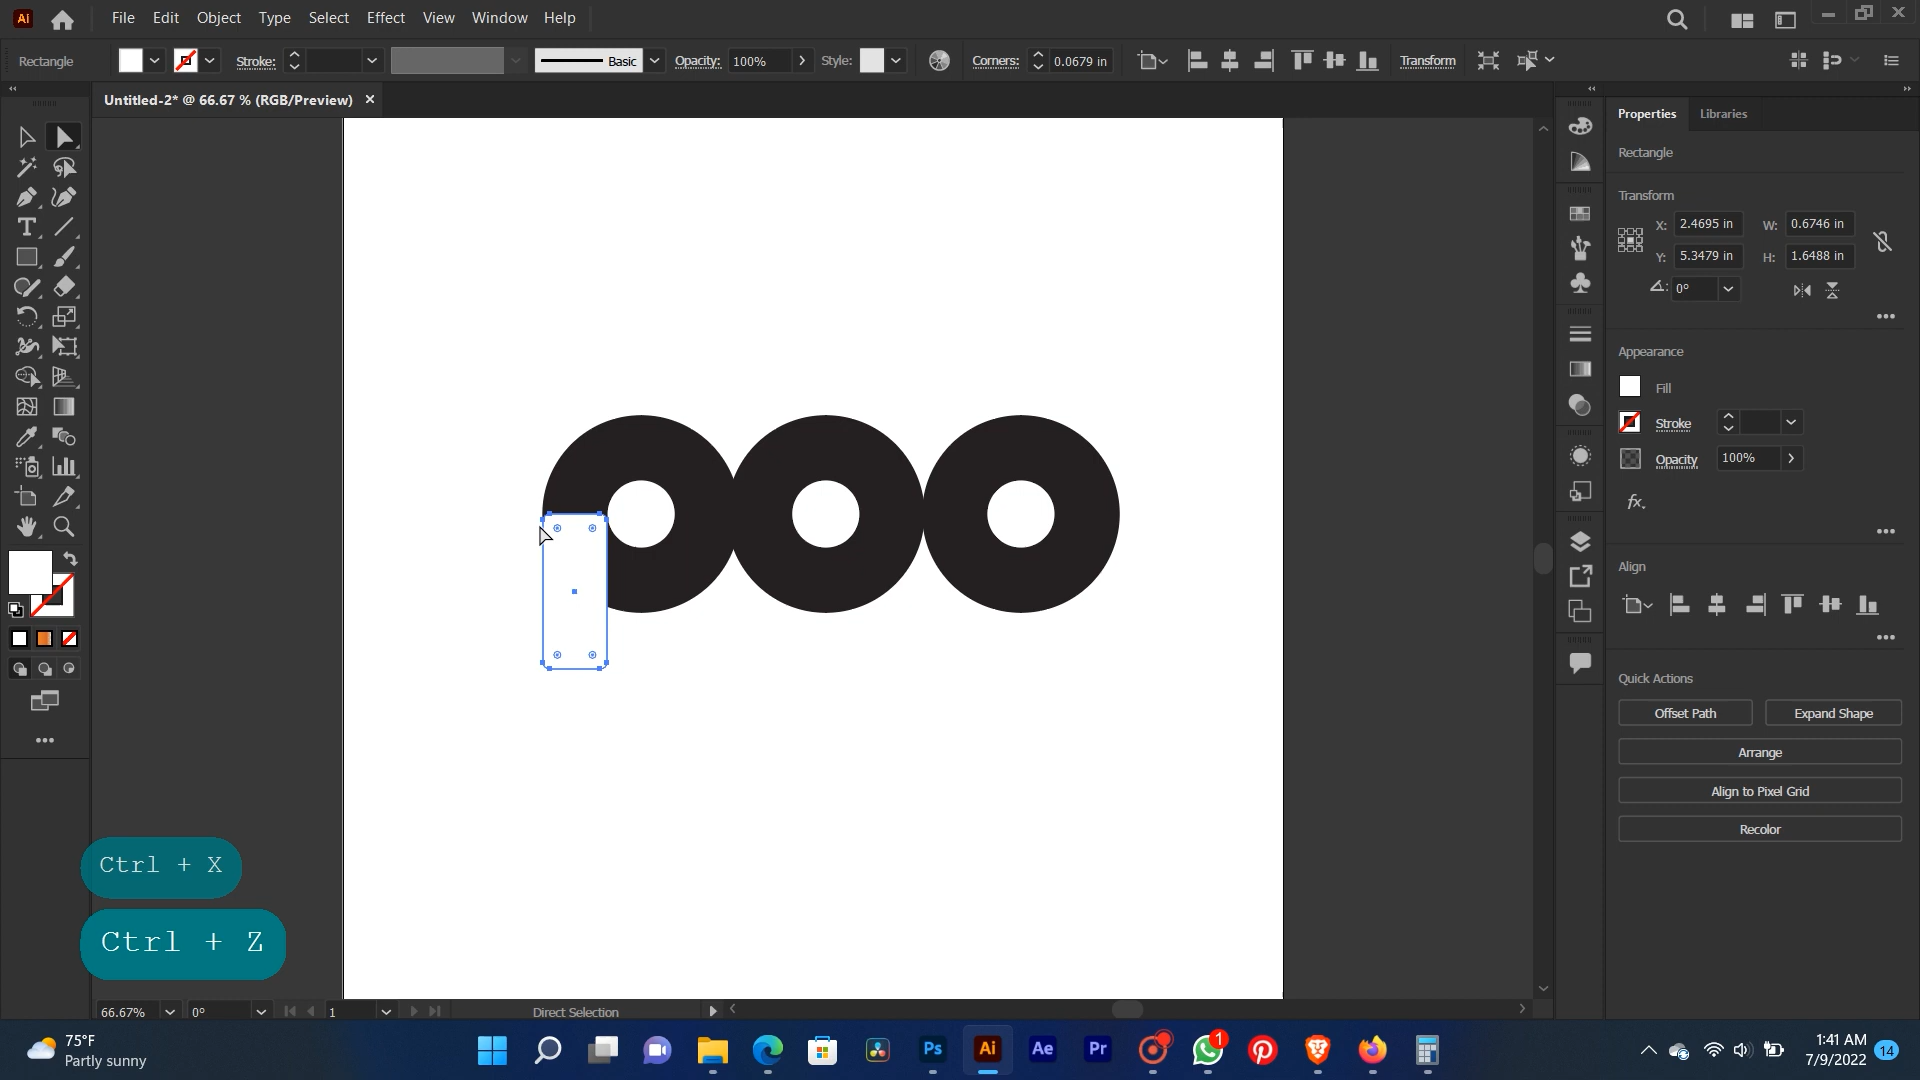 Ai File Edit Object Type Select Effect View Window Help
Rectangle Stroke: Basic Opacity: 100% Style: Corners: 0.0679 in Transform
Untitled-2* @ 66.67 % (RGB/Preview)
Properties Libraries
Rectangle
Transform
X: 2.4695 in W: 0.6746 in
Y: 5.3479 in H: 1.6488 in
0°
Appearance
Fill
Stroke
Opacity 100%
fx.
Align
Quick Actions
Offset Path Expand Shape
Arrange
Align to Pixel Grid
Recolor
Ctrl + X
Ctrl + Z
66.67% 0° 1 Direct Selection
75°F
Partly sunny
Ps Ai Ae Pr 1
1:41 AM
7/9/2022
14